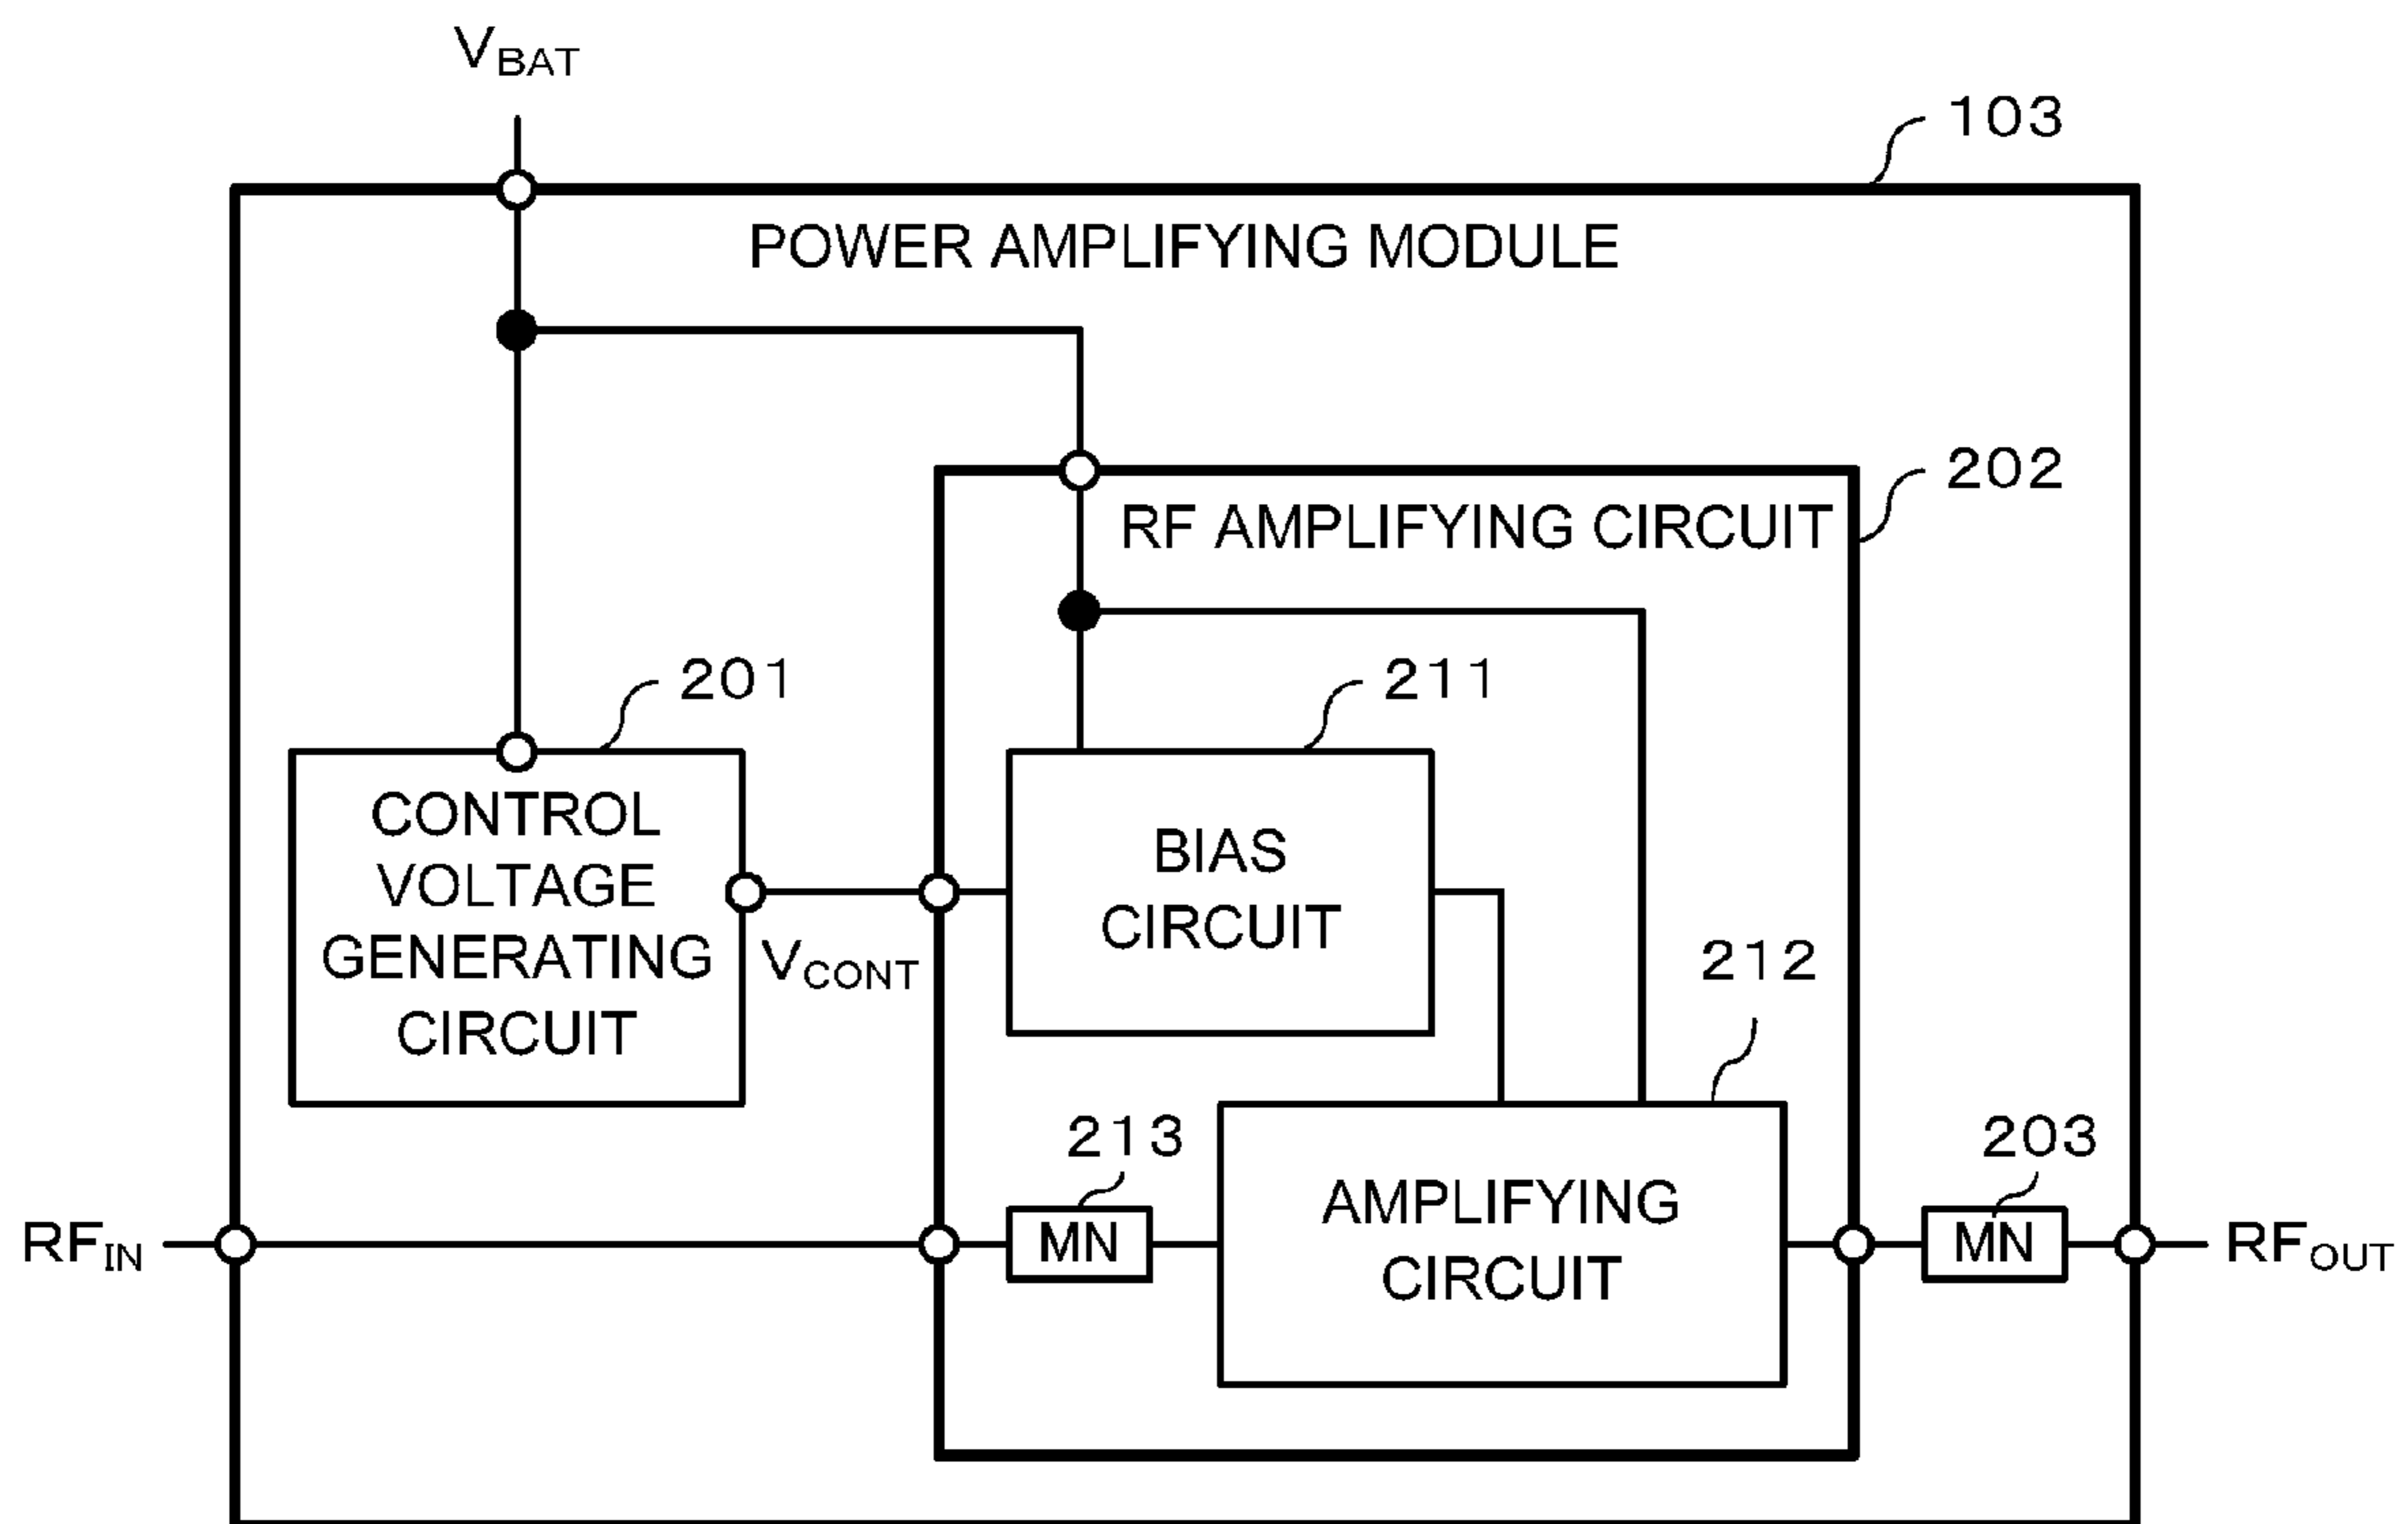 VBAT
103
POWER AMPLIFYING MODULE
202
RF AMPLIFYING CIRCUIT
201
211
CONTROL
VOLTAGE
GENERATING
CIRCUIT
VCONT
BIAS
CIRCUIT
212
213
203
RFIN
MN
AMPLIFYING
CIRCUIT
MN
RFOUT